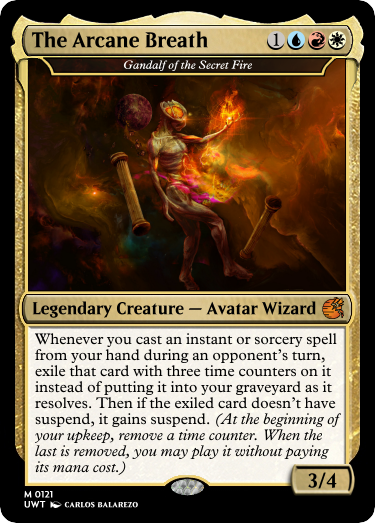 The Arcane Breath 1
Gandalf of the Secret Fire
Legendary Creature — Avatar Wizard
Whenever you cast an instant or sorcery spell
from your hand during an opponent's turn,
exile that card with three time counters on it
instead of putting it into your graveyard as it
resolves. Then if the exiled card doesn't have
suspend, it gains suspend. (At the beginning of
your upkeep, remove a time counter. When the
last is removed, you may play it without paying
its mana cost.)
3/4
M 0121
UWT CARLOS BALAREZO